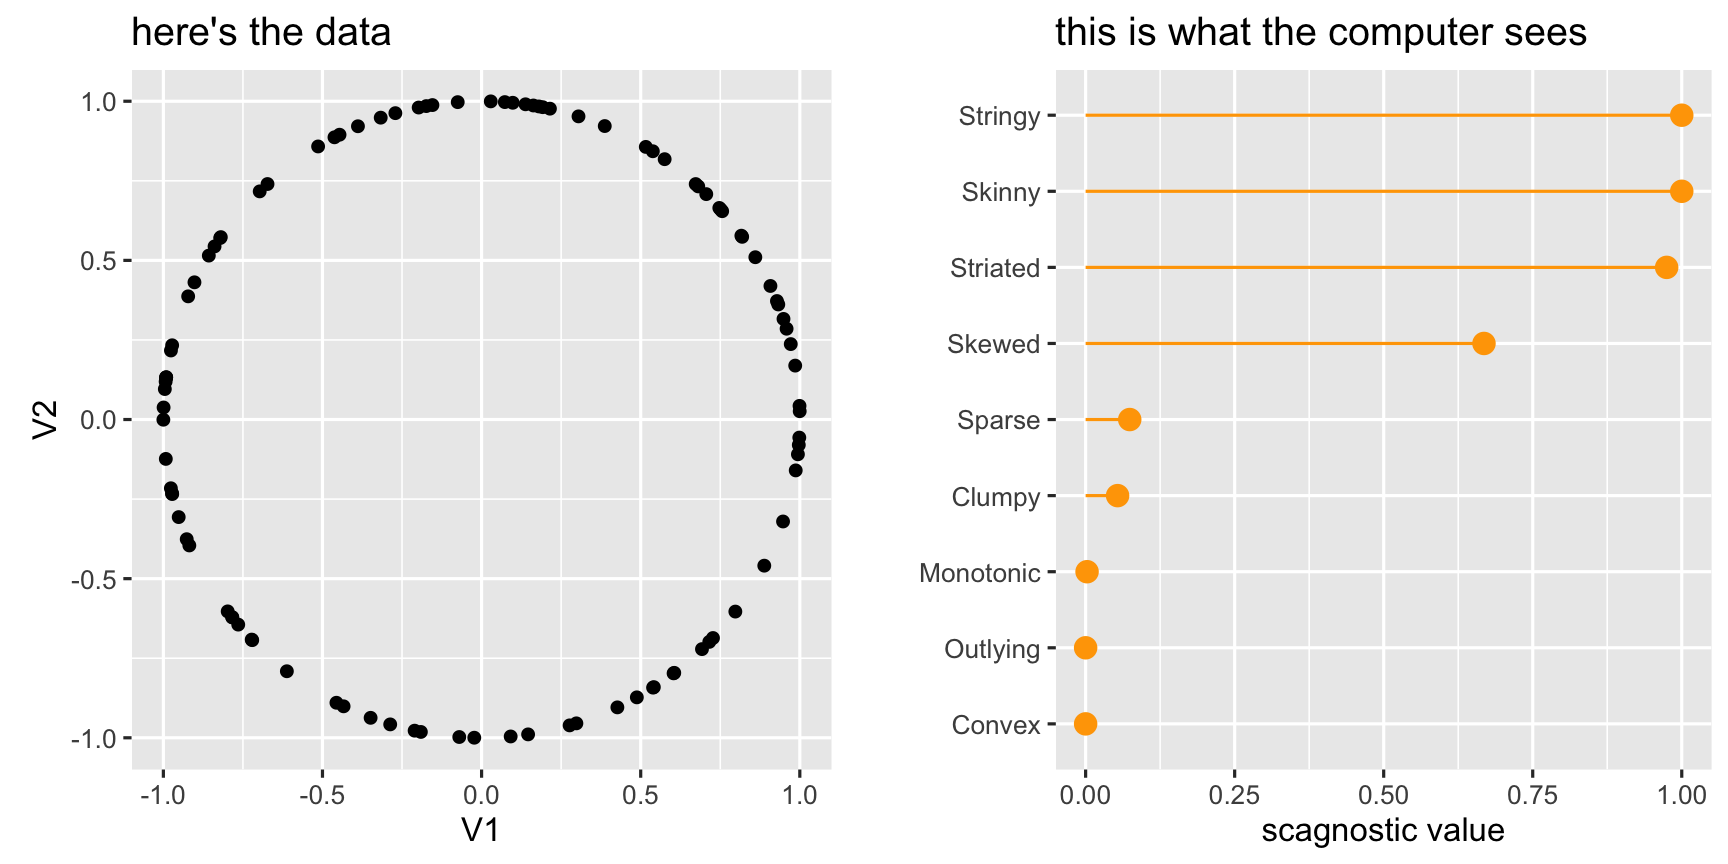 here's the data
1.0
0.5
0.0
-0.5
-1.0
V2
-1.0 -0.5 0.0 0.5 1.0
V1
this is what the computer sees
Stringy
Skinny
Striated
Skewed
Sparse
Clumpy
Monotonic
Outlying
Convex
0.00 0.25 0.50 0.75 1.00
scagnostic value